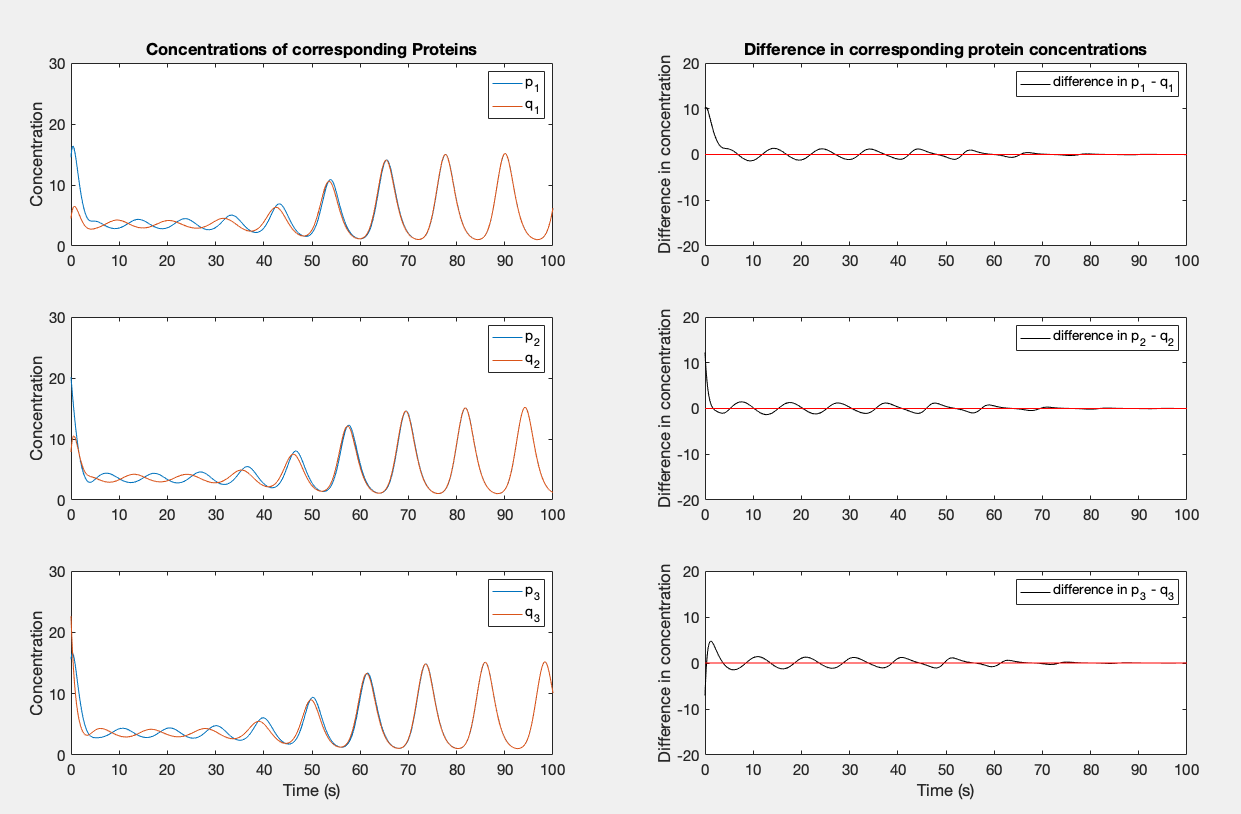 Concentrations of corresponding Proteins
Concentration
30
20
10
0
0 10 20 30 40 50 60 70 80 90 100
p1
q1
Difference in corresponding protein concentrations
Difference in concentration
20
10
0
-10
-20
0 10 20 30 40 50 60 70 80 90 100
difference in p1 - q1
Concentration
30
20
10
0
0 10 20 30 40 50 60 70 80 90 100
p2
q2
Difference in concentration
20
10
0
-10
-20
0 10 20 30 40 50 60 70 80 90 100
difference in p2 - q2
Concentration
30
20
10
0
0 10 20 30 40 50 60 70 80 90 100
Time (s)
p3
q3
Difference in concentration
20
10
0
-10
-20
0 10 20 30 40 50 60 70 80 90 100
Time (s)
difference in p3 - q3